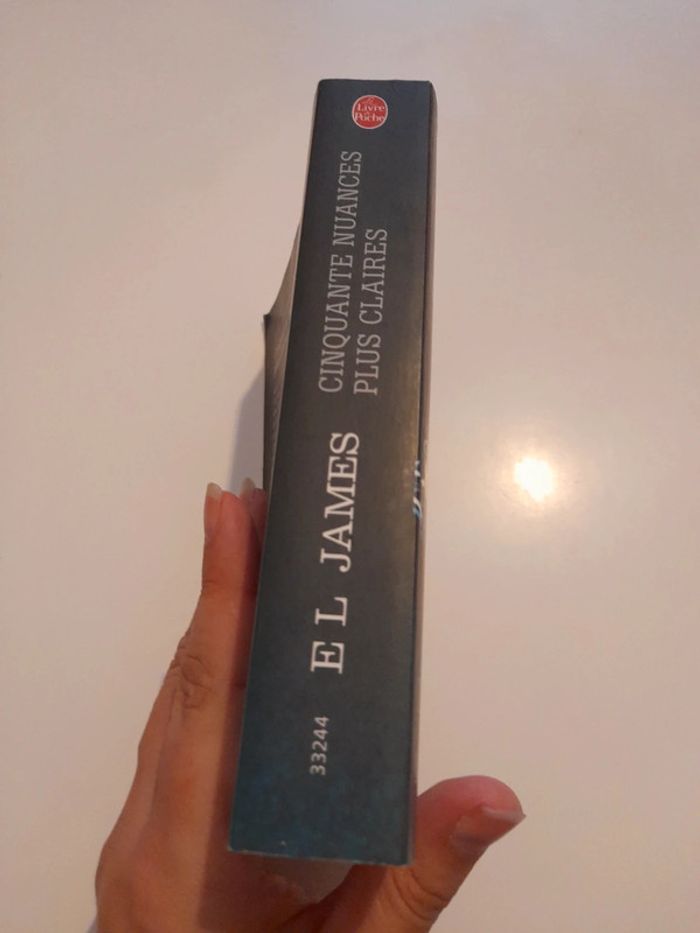 Le
Livre
de
Poche
CINQUANTE NUANCES
PLUS CLAIRES
E L JAMES
33244